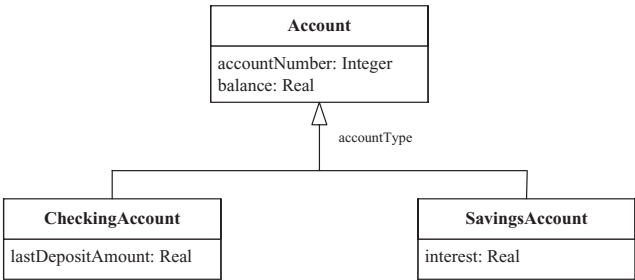 Account
accountNumber: Integer
balance: Real
accountType
CheckingAccount
lastDepositAmount: Real
SavingsAccount
interest: Real